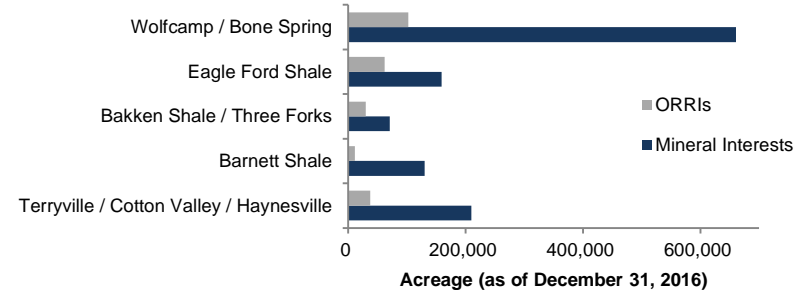 Wolfcamp / Bone Spring
Eagle Ford Shale
Bakken Shale / Three Forks
Barnett Shale
Terryville / Cotton Valley / Haynesville
ORRIs
Mineral Interests
0 200,000 400,000 600,000
Acreage (as of December 31, 2016)